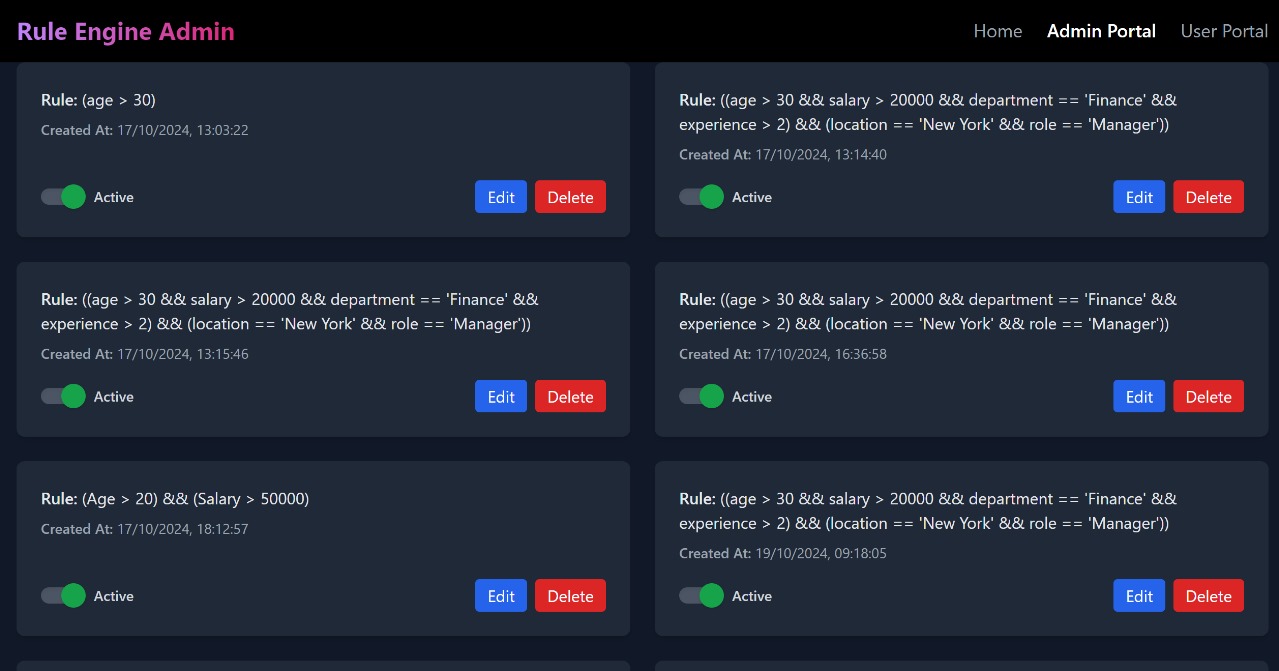 Rule Engine Admin
Home Admin Portal User Portal
Rule: (age > 30)
Created At: 17/10/2024, 13:03:22
Active Edit Delete
Rule: ((age > 30 && salary > 20000 && department == 'Finance' &&
experience > 2) && (location == 'New York' && role == 'Manager'))
Created At: 17/10/2024, 13:14:40
Active Edit Delete
Rule: ((age > 30 && salary > 20000 && department == 'Finance' &&
experience > 2) && (location == 'New York' && role == 'Manager'))
Created At: 17/10/2024, 13:15:46
Active Edit Delete
Rule: ((age > 30 && salary > 20000 && department == 'Finance' &&
experience > 2) && (location == 'New York' && role == 'Manager'))
Created At: 17/10/2024, 16:36:58
Active Edit Delete
Rule: (Age > 20) && (Salary > 50000)
Created At: 17/10/2024, 18:12:57
Active Edit Delete
Rule: ((age > 30 && salary > 20000 && department == 'Finance' &&
experience > 2) && (location == 'New York' && role == 'Manager'))
Created At: 19/10/2024, 09:18:05
Active Edit Delete